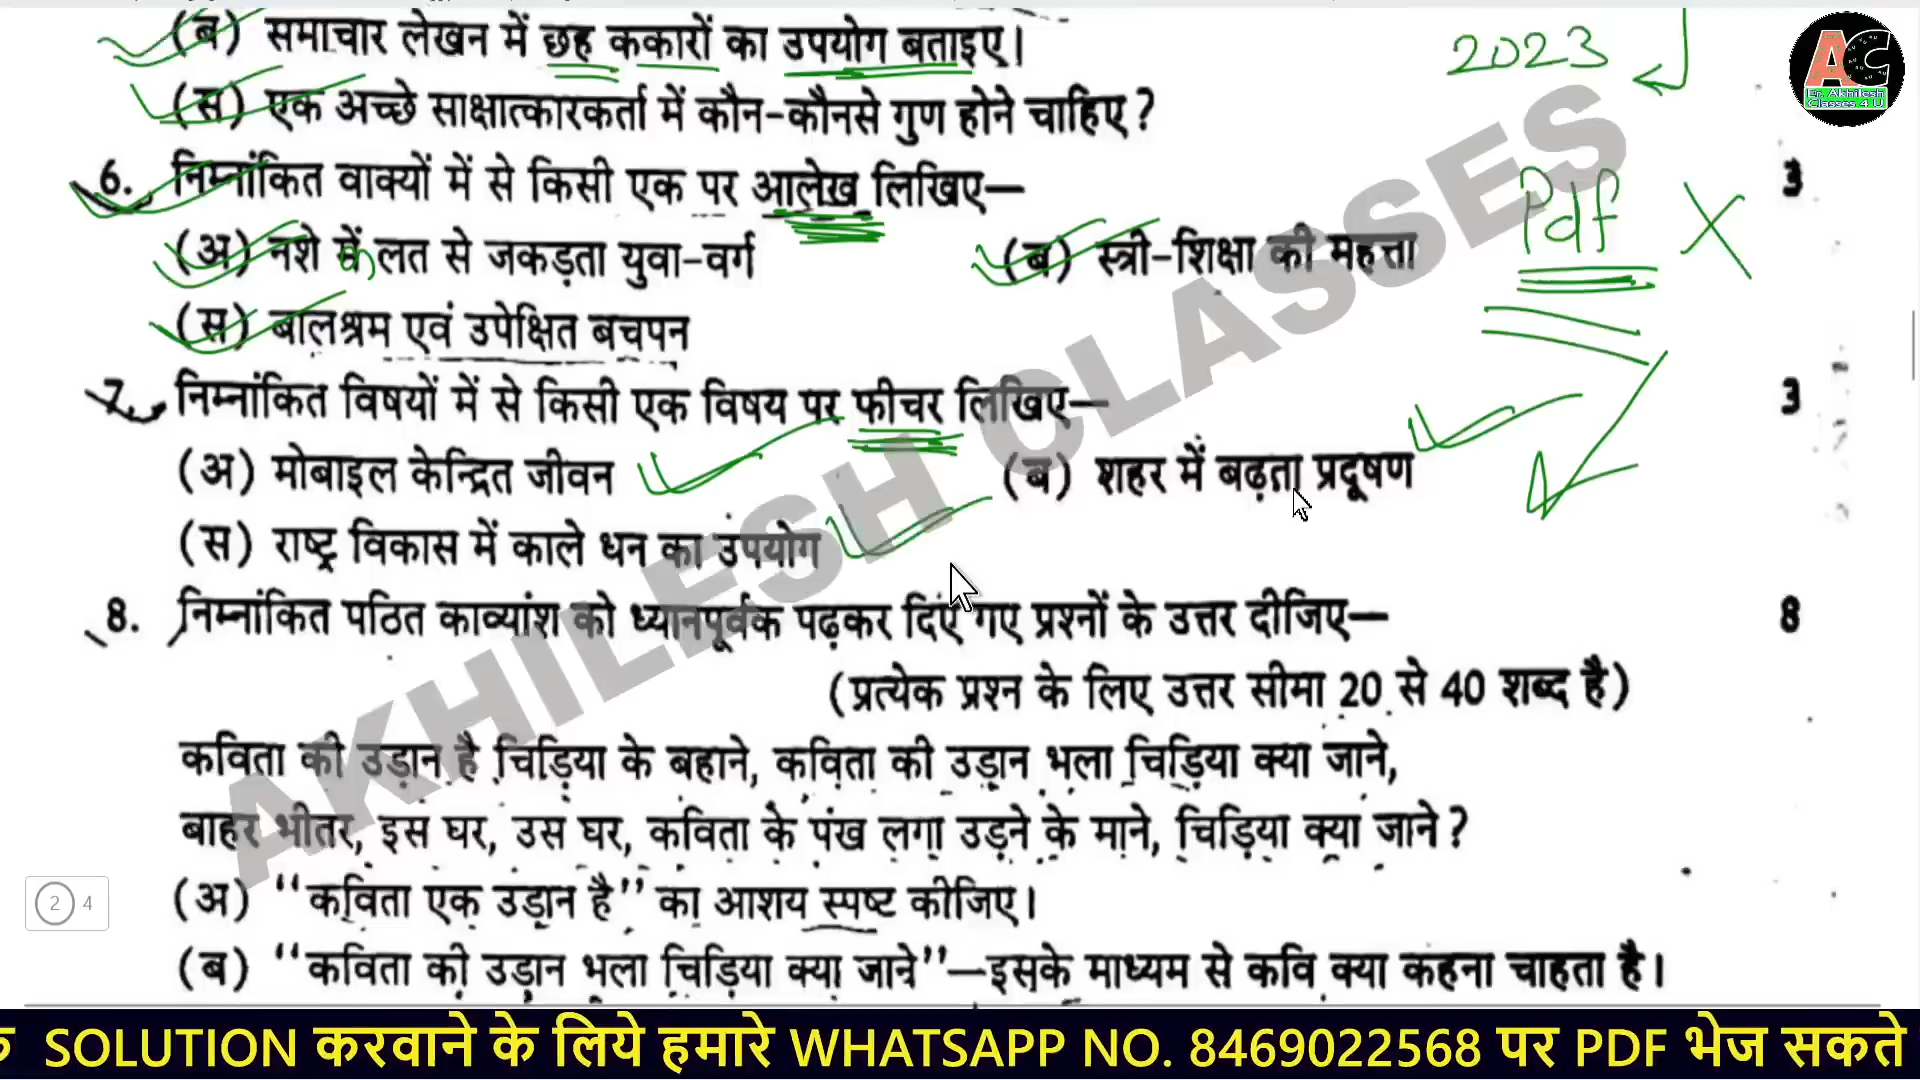 (ब) समाचार लेखन में छह ककारों का उपयोग बताइए।
(स) एक अच्छे साक्षात्कारकर्ता में कौन-कौनसे गुण होने चाहिए?
6. निम्नांकित वाक्यों में से किसी एक पर आलेख लिखिए— 3
(अ) नशे में लत से जकड़ता युवा-वर्ग (ब) स्त्री-शिक्षा की महत्ता
(स) बालश्रम एवं उपेक्षित बचपन
7. निम्नांकित विषयों में से किसी एक विषय पर फीचर लिखिए— 3
(अ) मोबाइल केन्द्रित जीवन (ब) शहर में बढ़ता प्रदूषण
(स) राष्ट्र विकास में काले धन का उपयोग
8. निम्नांकित पठित काव्यांश को ध्यानपूर्वक पढ़कर दिए गए प्रश्नों के उत्तर दीजिए— 8
(प्रत्येक प्रश्न के लिए उत्तर सीमा 20 से 40 शब्द है)
कविता की उड़ान है चिड़िया के बहाने, कविता की उड़ान भला चिड़िया क्या जाने,
बाहर भीतर, इस घर, उस घर, कविता के पंख लगा उड़ने के माने, चिड़िया क्या जाने?
(अ) “कविता एक उड़ान है” का आशय स्पष्ट कीजिए।
(ब) “कविता की उड़ान भला चिड़िया क्या जाने”—इसके माध्यम से कवि क्या कहना चाहता है।
2023
Pdf
AC
Er. Akhilesh
Classes 4 U
AKHILESH CLASSES
2 4
SOLUTION करवाने के लिये हमारे WHATSAPP NO. 8469022568 पर PDF भेज सकते